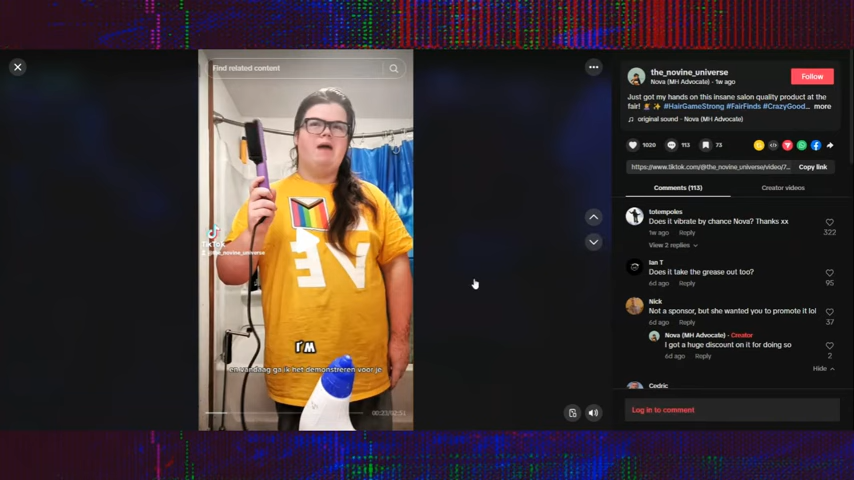 Find related content
TikTok
@the_novine_universe
I'M
en vandaag ga ik het demonstreren voor je
00:23/02:51
the_novine_universe
Nova (MH Advocate) · 1w ago
Follow
Just got my hands on this insane salon quality product at the
fair! #HairGameStrong #FairFinds #CrazyGood... more
original sound - Nova (MH Advocate)
1020
113
73
https://www.tiktok.com/@the_novine_universe/video/7...
Copy link
Comments (113)
Creator videos
totempoles
Does it vibrate by chance Nova? Thanks xx
1w ago Reply
322
View 2 replies
Ian T
Does it take the grease out too?
6d ago Reply
95
Nick
Not a sponsor, but she wanted you to promote it lol
6d ago Reply
37
Nova (MH Advocate) · Creator
I got a huge discount on it for doing so
6d ago Reply
2
Hide
Cedric
Log in to comment